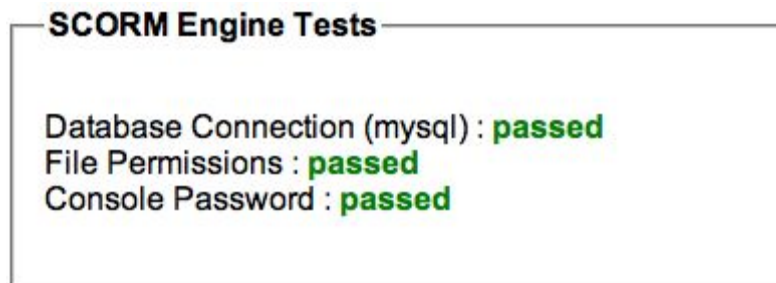 SCORM Engine Tests
Database Connection (mysql) : passed
File Permissions : passed
Console Password : passed